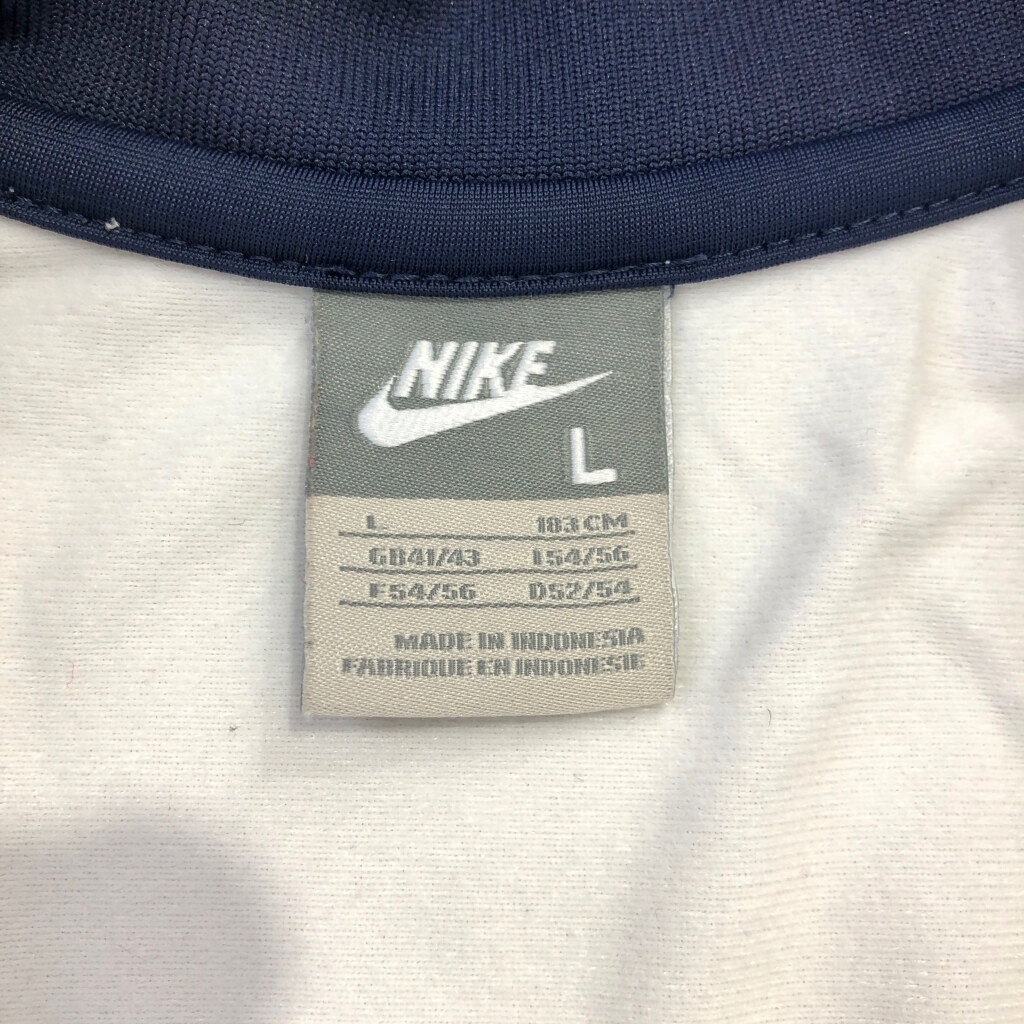 NIKE
L
L 183 CM
GB41/43 I54/56
F54/56 D52/54
MADE IN INDONESIA
FABRIQUE EN INDONESIE